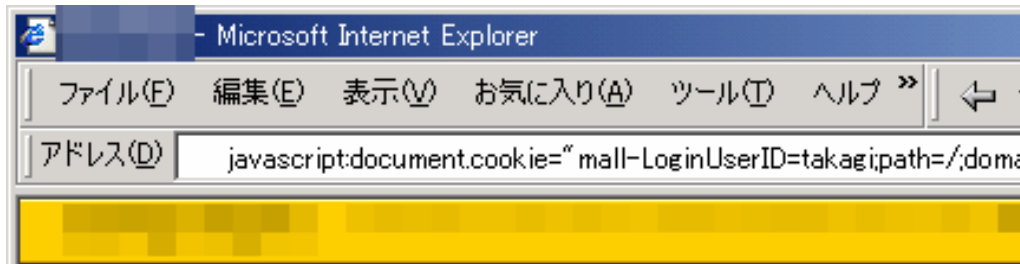 - Microsoft Internet Explorer
ファイル(F) 編集(E) 表示(V) お気に入り(A) ツール(T) ヘルプ »
アドレス(D) javascript:document.cookie="mall-LoginUserID=takagi;path=/;doma